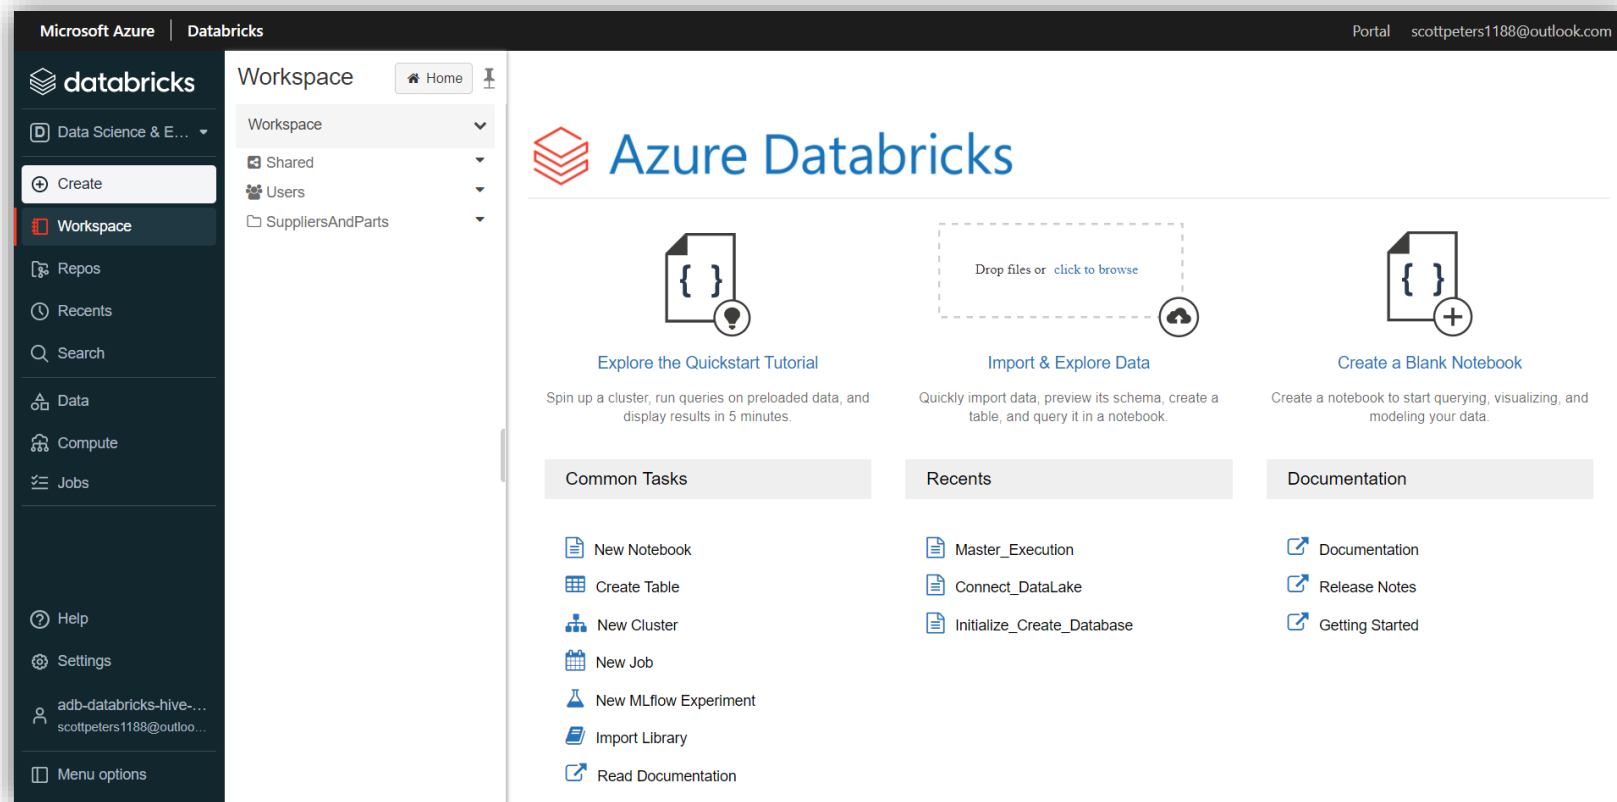 Microsoft Azure | Databricks
Portal scottpeters1188@outlook.com
databricks
Data Science & E...
Create
Workspace
Repos
Recents
Search
Data
Compute
Jobs
Help
Settings
adb-databricks-hive-...
scottpeters1188@outloo...
Menu options
Workspace
Home
Workspace
Shared
Users
SuppliersAndParts
Azure Databricks
{ }
Explore the Quickstart Tutorial
Spin up a cluster, run queries on preloaded data, and
display results in 5 minutes.
Drop files or click to browse
Import & Explore Data
Quickly import data, preview its schema, create a
table, and query it in a notebook.
{ }
Create a Blank Notebook
Create a notebook to start querying, visualizing, and
modeling your data.
Common Tasks
New Notebook
Create Table
New Cluster
New Job
New MLflow Experiment
Import Library
Read Documentation
Recents
Master_Execution
Connect_DataLake
Initialize_Create_Database
Documentation
Documentation
Release Notes
Getting Started